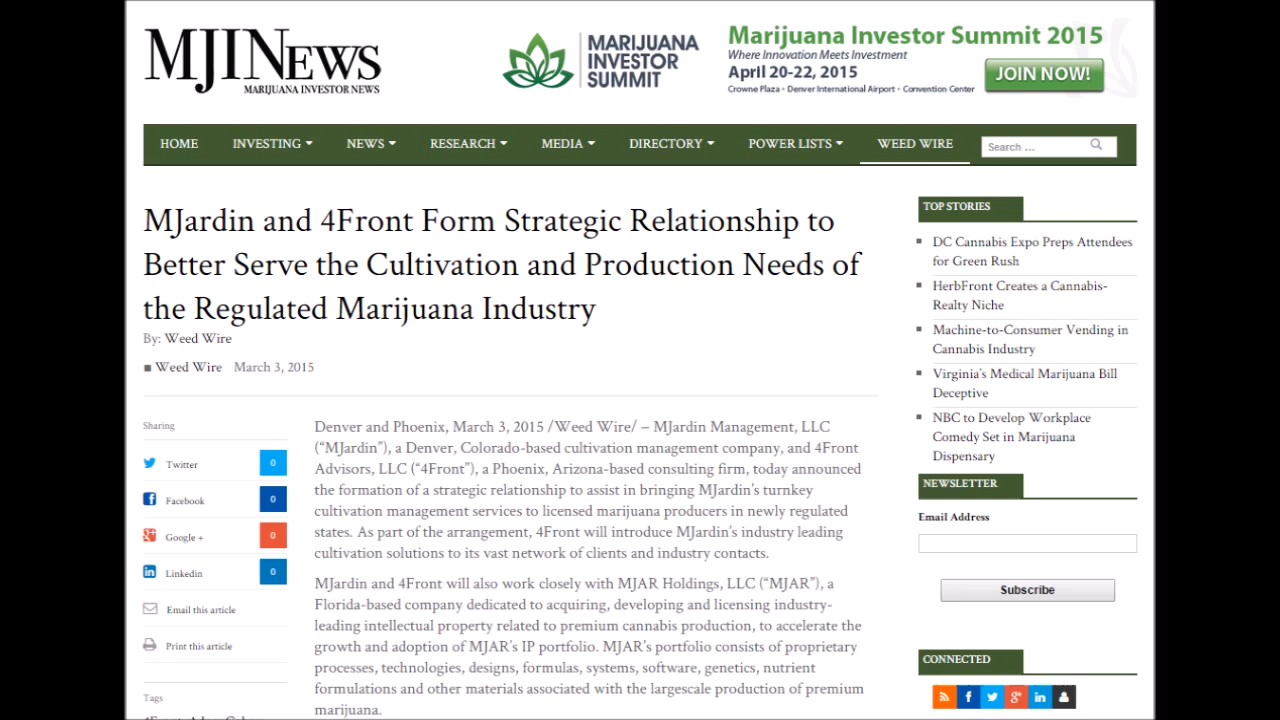 MJINEWS
MARIJUANA INVESTOR NEWS
MARIJUANA
INVESTOR
SUMMIT
Marijuana Investor Summit 2015
Where Innovation Meets Investment
April 20-22, 2015
Crowne Plaza • Denver International Airport • Convention Center
JOIN NOW!
HOME INVESTING NEWS RESEARCH MEDIA DIRECTORY POWER LISTS WEED WIRE Search ...
MJardin and 4Front Form Strategic Relationship to
Better Serve the Cultivation and Production Needs of
the Regulated Marijuana Industry
By: Weed Wire
Weed Wire March 3, 2015
Sharing
Twitter 0
Facebook 0
Google + 0
Linkedin 0
Email this article
Print this article
Tags
Denver and Phoenix, March 3, 2015 /Weed Wire/ – MJardin Management, LLC
(“MJardin”), a Denver, Colorado-based cultivation management company, and 4Front
Advisors, LLC (“4Front”), a Phoenix, Arizona-based consulting firm, today announced
the formation of a strategic relationship to assist in bringing MJardin’s turnkey
cultivation management services to licensed marijuana producers in newly regulated
states. As part of the arrangement, 4Front will introduce MJardin’s industry leading
cultivation solutions to its vast network of clients and industry contacts.
MJardin and 4Front will also work closely with MJAR Holdings, LLC (“MJAR”), a
Florida-based company dedicated to acquiring, developing and licensing industry-
leading intellectual property related to premium cannabis production, to accelerate the
growth and adoption of MJAR’s IP portfolio. MJAR’s portfolio consists of proprietary
processes, technologies, designs, formulas, systems, software, genetics, nutrient
formulations and other materials associated with the largescale production of premium
marijuana.
TOP STORIES
DC Cannabis Expo Preps Attendees
for Green Rush
HerbFront Creates a Cannabis-
Realty Niche
Machine-to-Consumer Vending in
Cannabis Industry
Virginia’s Medical Marijuana Bill
Deceptive
NBC to Develop Workplace
Comedy Set in Marijuana
Dispensary
NEWSLETTER
Email Address
Subscribe
CONNECTED